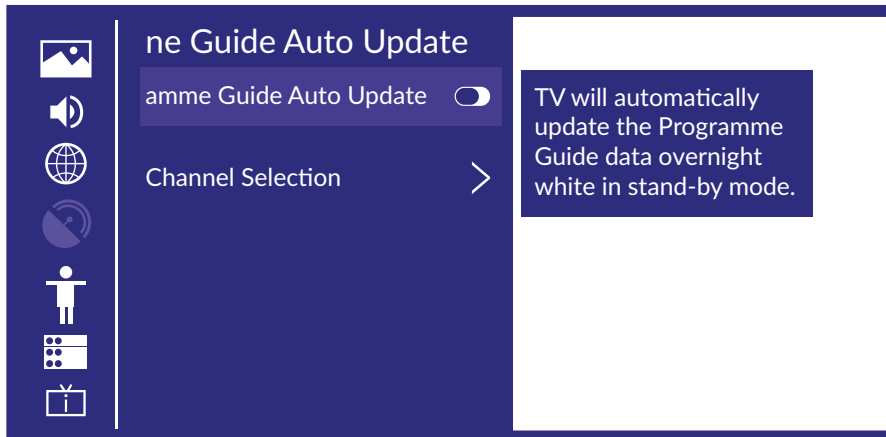 ne Guide Auto Update
amme Guide Auto Update
Channel Selection
TV will automatically
update the Programme
Guide data overnight
white in stand-by mode.
i